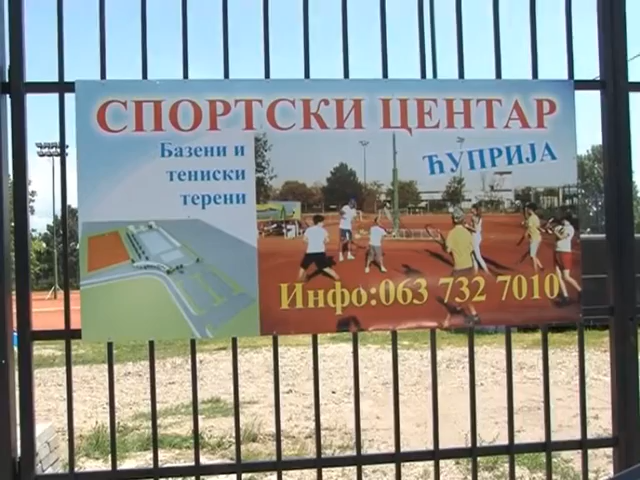 СПОРТСКИ ЦЕНТАР
ЋУПРИЈА
Базени и
тениски
терени
Инфо:063 732 7010